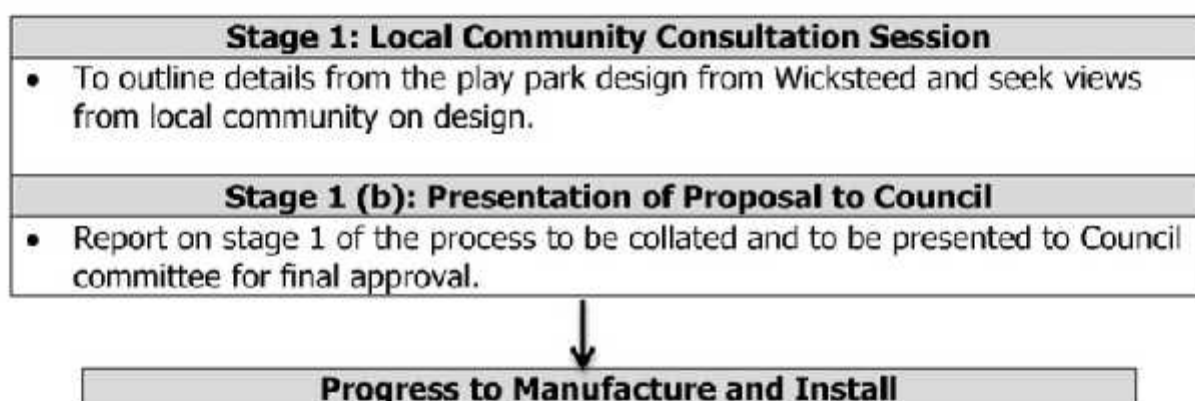 Stage 1: Local Community Consultation Session
• To outline details from the play park design from Wicksteed and seek views
from local community on design.
Stage 1 (b): Presentation of Proposal to Council
• Report on stage 1 of the process to be collated and to be presented to Council
committee for final approval.
Progress to Manufacture and Install